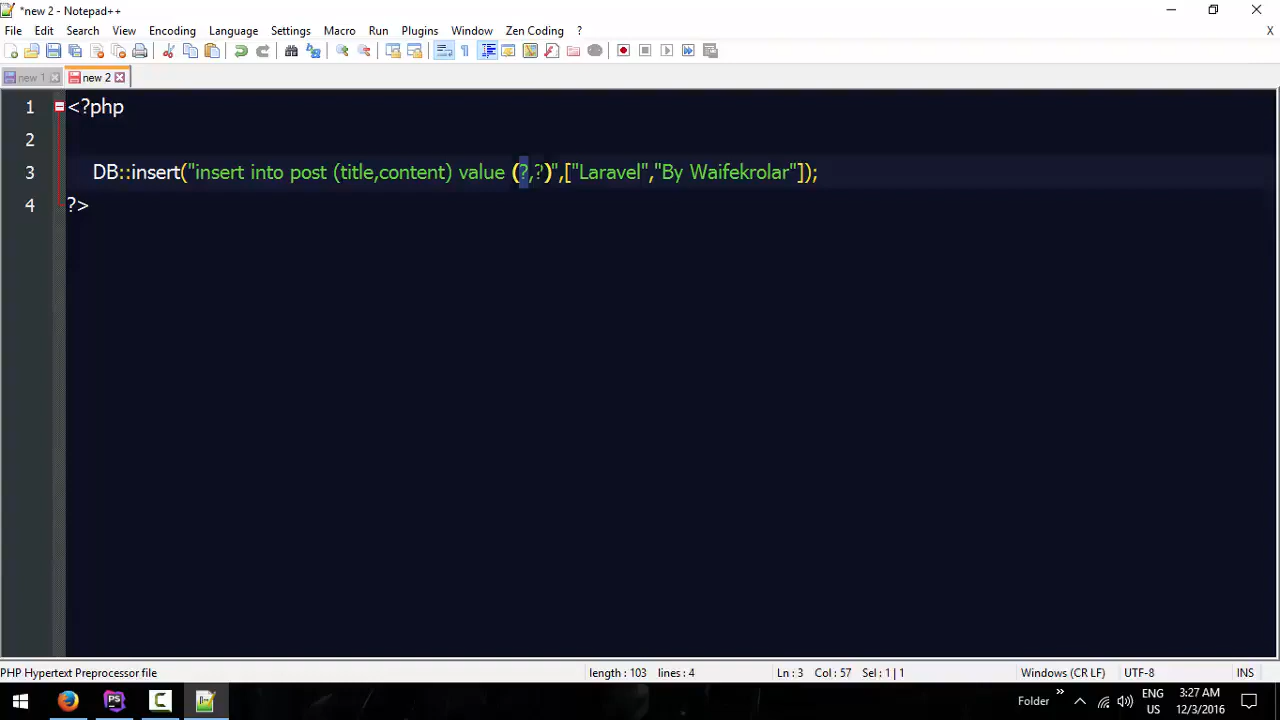 *new 2 - Notepad++
File Edit Search View Encoding Language Settings Macro Run Plugins Window Zen Coding ? X
new 1 new 2
1 <?php
2
3 DB::insert("insert into post (title,content) value (?,?)",["Laravel","By Waifekrolar"]);
4 ?>
PHP Hypertext Preprocessor file length : 103 lines : 4 Ln : 3 Col : 57 Sel : 1 | 1 Windows (CR LF) UTF-8 INS
Folder » ENG 3:27 AM
US 12/3/2016